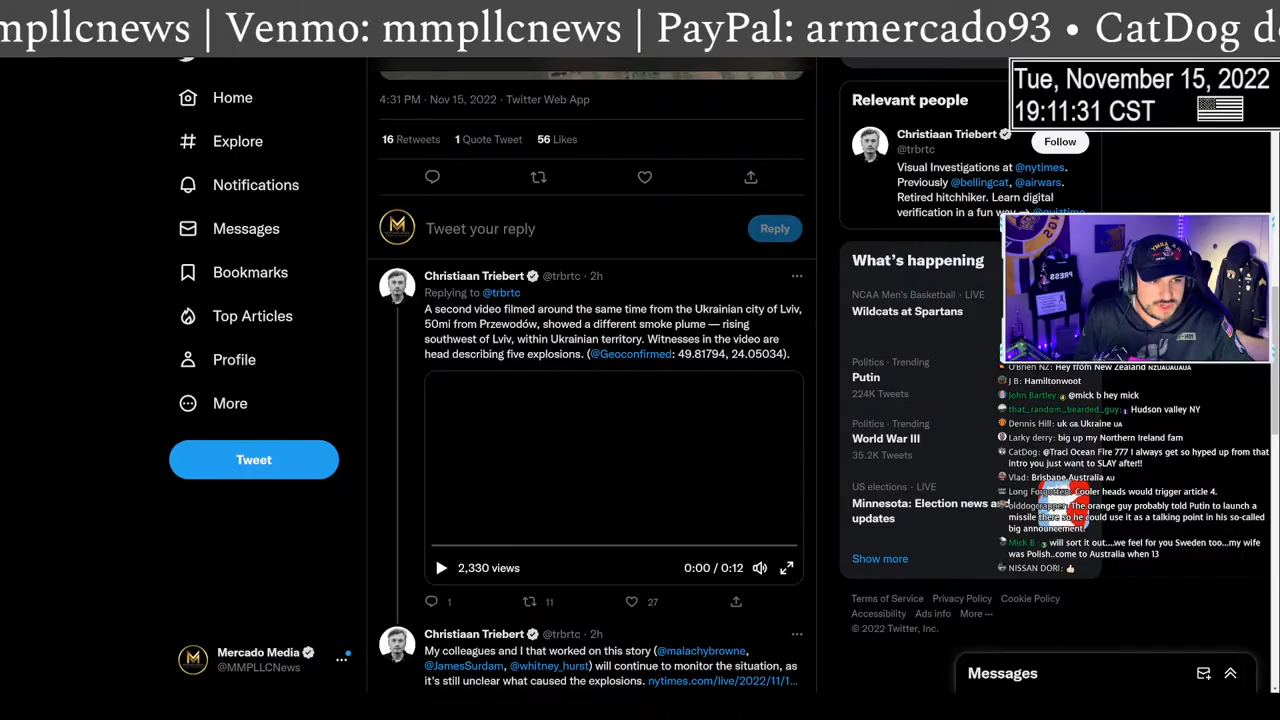 mpllcnews | Venmo: mmpllcnews | PayPal: armercado93 • CatDog d
Tue, November 15, 2022
19:11:31 CST
Home
Explore
Notifications
Messages
Bookmarks
Top Articles
Profile
More
Tweet
Mercado Media
@MMPLLCNews
4:31 PM · Nov 15, 2022 · Twitter Web App
16 Retweets 1 Quote Tweet 56 Likes
Tweet your reply
Reply
Christiaan Triebert @trbrtc · 2h
Replying to @trbrtc
A second video filmed around the same time from the Ukrainian city of Lviv,
50mi from Przewodów, showed a different smoke plume — rising
southwest of Lviv, within Ukrainian territory. Witnesses in the video are
head describing five explosions. (@Geoconfirmed: 49.81794, 24.05034).
2,330 views
0:00 / 0:12
1 11 27
Christiaan Triebert @trbrtc · 2h
My colleagues and I that worked on this story (@malachybrowne,
@JamesSurdam, @whitney_hurst) will continue to monitor the situation, as
it's still unclear what caused the explosions. nytimes.com/live/2022/11/1...
Relevant people
Christiaan Triebert
@trbrtc
Follow
Visual Investigations at @nytimes.
Previously @bellingcat, @airwars.
Retired hitchhiker. Learn digital
verification in a fun way → @quiztime
What's happening
NCAA Men's Basketball · LIVE
Wildcats at Spartans
Politics · Trending
Putin
224K Tweets
Politics · Trending
World War III
35.2K Tweets
US elections · LIVE
Minnesota: Election news and
updates
Show more
Terms of Service Privacy Policy Cookie Policy
Accessibility Ads info More ···
© 2022 Twitter, Inc.
O'Brien NZ: Hey from New Zealand
J B: Hamiltonwoot
John Bartley: @mick b hey mick
that_random_bearded_guy: Hudson valley NY
Dennis Hill: uk GB Ukraine UA
Larky derry: big up my Northern Ireland fam
CatDog: @Traci Ocean Fire 777 I always get so hyped up from that
intro you just want to SLAY after!!
Vlad: Brisbane Australia AU
Long Forgotten: Cooler heads would trigger article 4.
The orange guy probably told Putin to launch a
missile there so he could use it as a talking point in his so-called
big announcement.
Mick B: will sort it out....we feel for you Sweden too...my wife
was Polish..come to Australia when 13
NISSAN DORI:
Messages